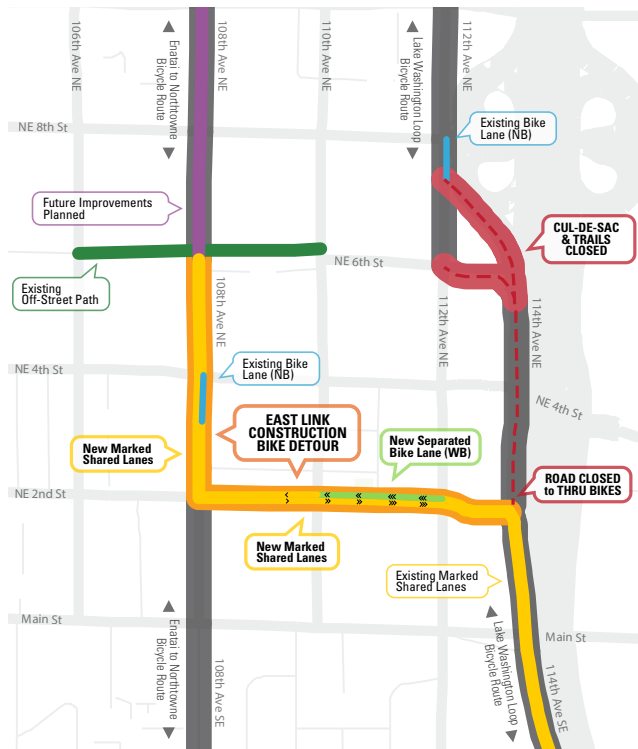 106th Ave NE
Enatai to Northtowne
Bicycle Route
108th Ave NE
110th Ave NE
Lake Washington Loop
Bicycle Route
112th Ave NE
NE 8th St
Existing Bike
Lane (NB)
Future Improvements
Planned
CUL-DE-SAC
& TRAILS
CLOSED
NE 6th St
Existing
Off-Street Path
108th Ave NE
112th Ave NE
114th Ave NE
NE 4th St
Existing Bike
Lane (NB)
NE 4th St
EAST LINK
CONSTRUCTION
BIKE DETOUR
New Marked
Shared Lanes
New Separated
Bike Lane (WB)
ROAD CLOSED
to THRU BIKES
NE 2nd St
New Marked
Shared Lanes
Existing Marked
Shared Lanes
Main St
Main St
Enatai to Northtowne
Bicycle Route
108th Ave SE
Lake Washington Loop
Bicycle Route
114th Ave SE